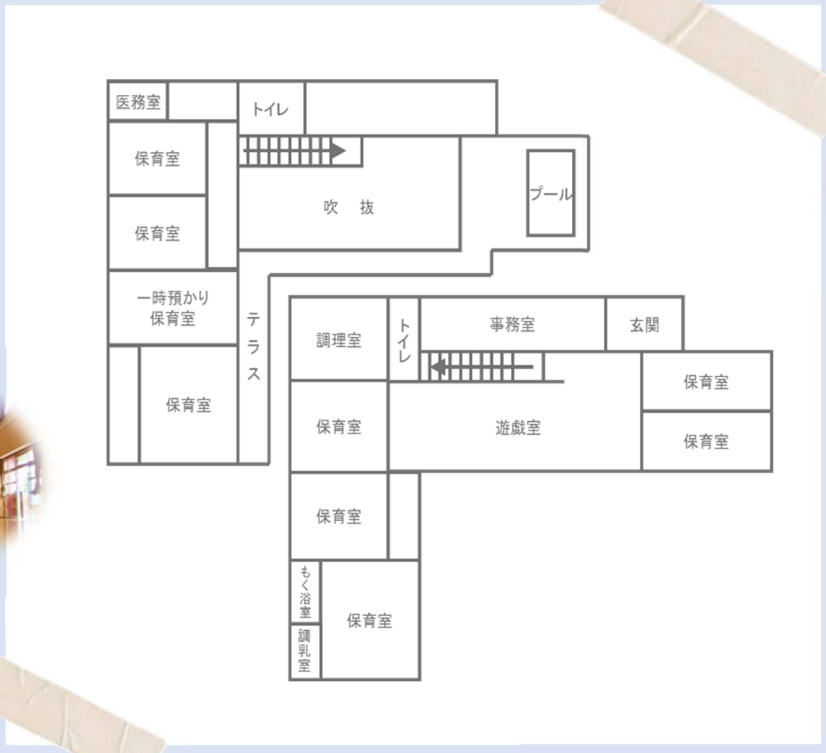 医務室
トイレ
保育室
吹 抜
プール
保育室
一時預かり
保育室
テラス
保育室
調理室
トイレ
事務室
玄関
保育室
保育室
遊戯室
保育室
保育室
もく浴室
保育室
調乳室